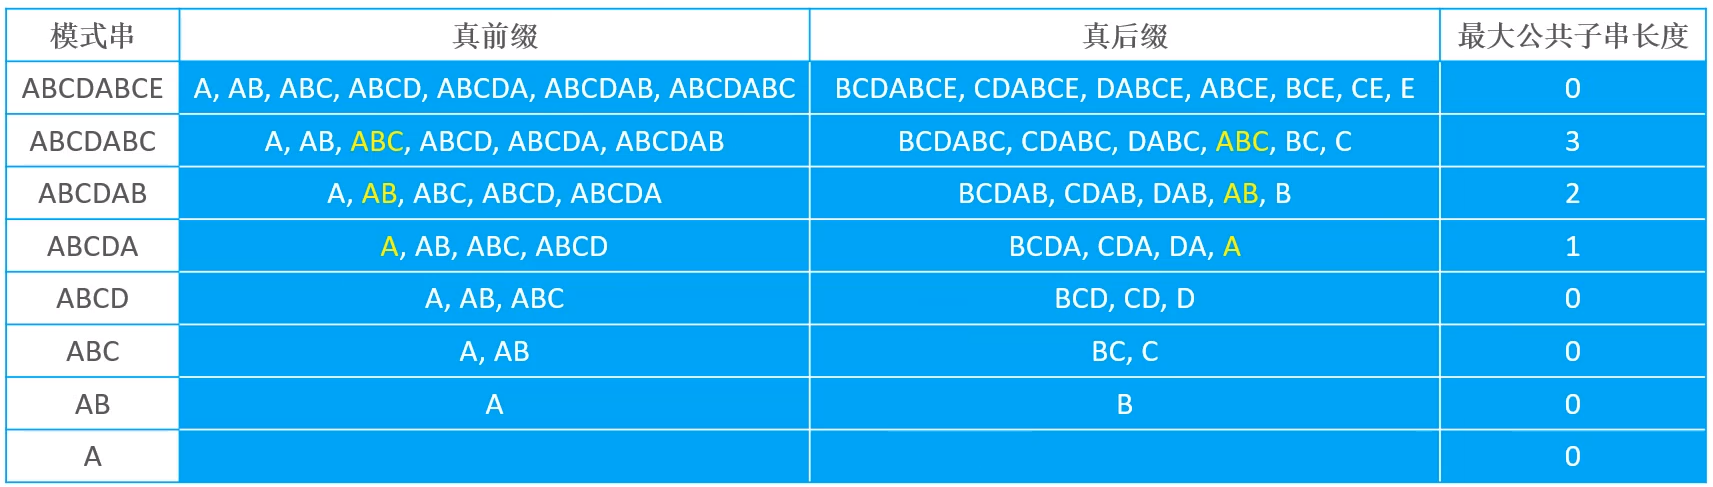 模式串 真前缀 真后缀 最大公共子串长度
ABCDABCE A, AB, ABC, ABCD, ABCDA, ABCDAB, ABCDABC BCDABCE, CDABCE, DABCE, ABCE, BCE, CE, E 0
ABCDABC A, AB, ABC, ABCD, ABCDA, ABCDAB BCDABC, CDABC, DABC, ABC, BC, C 3
ABCDAB A, AB, ABC, ABCD, ABCDA BCDAB, CDAB, DAB, AB, B 2
ABCDA A, AB, ABC, ABCD BCDA, CDA, DA, A 1
ABCD A, AB, ABC BCD, CD, D 0
ABC A, AB BC, C 0
AB A B 0
A 0